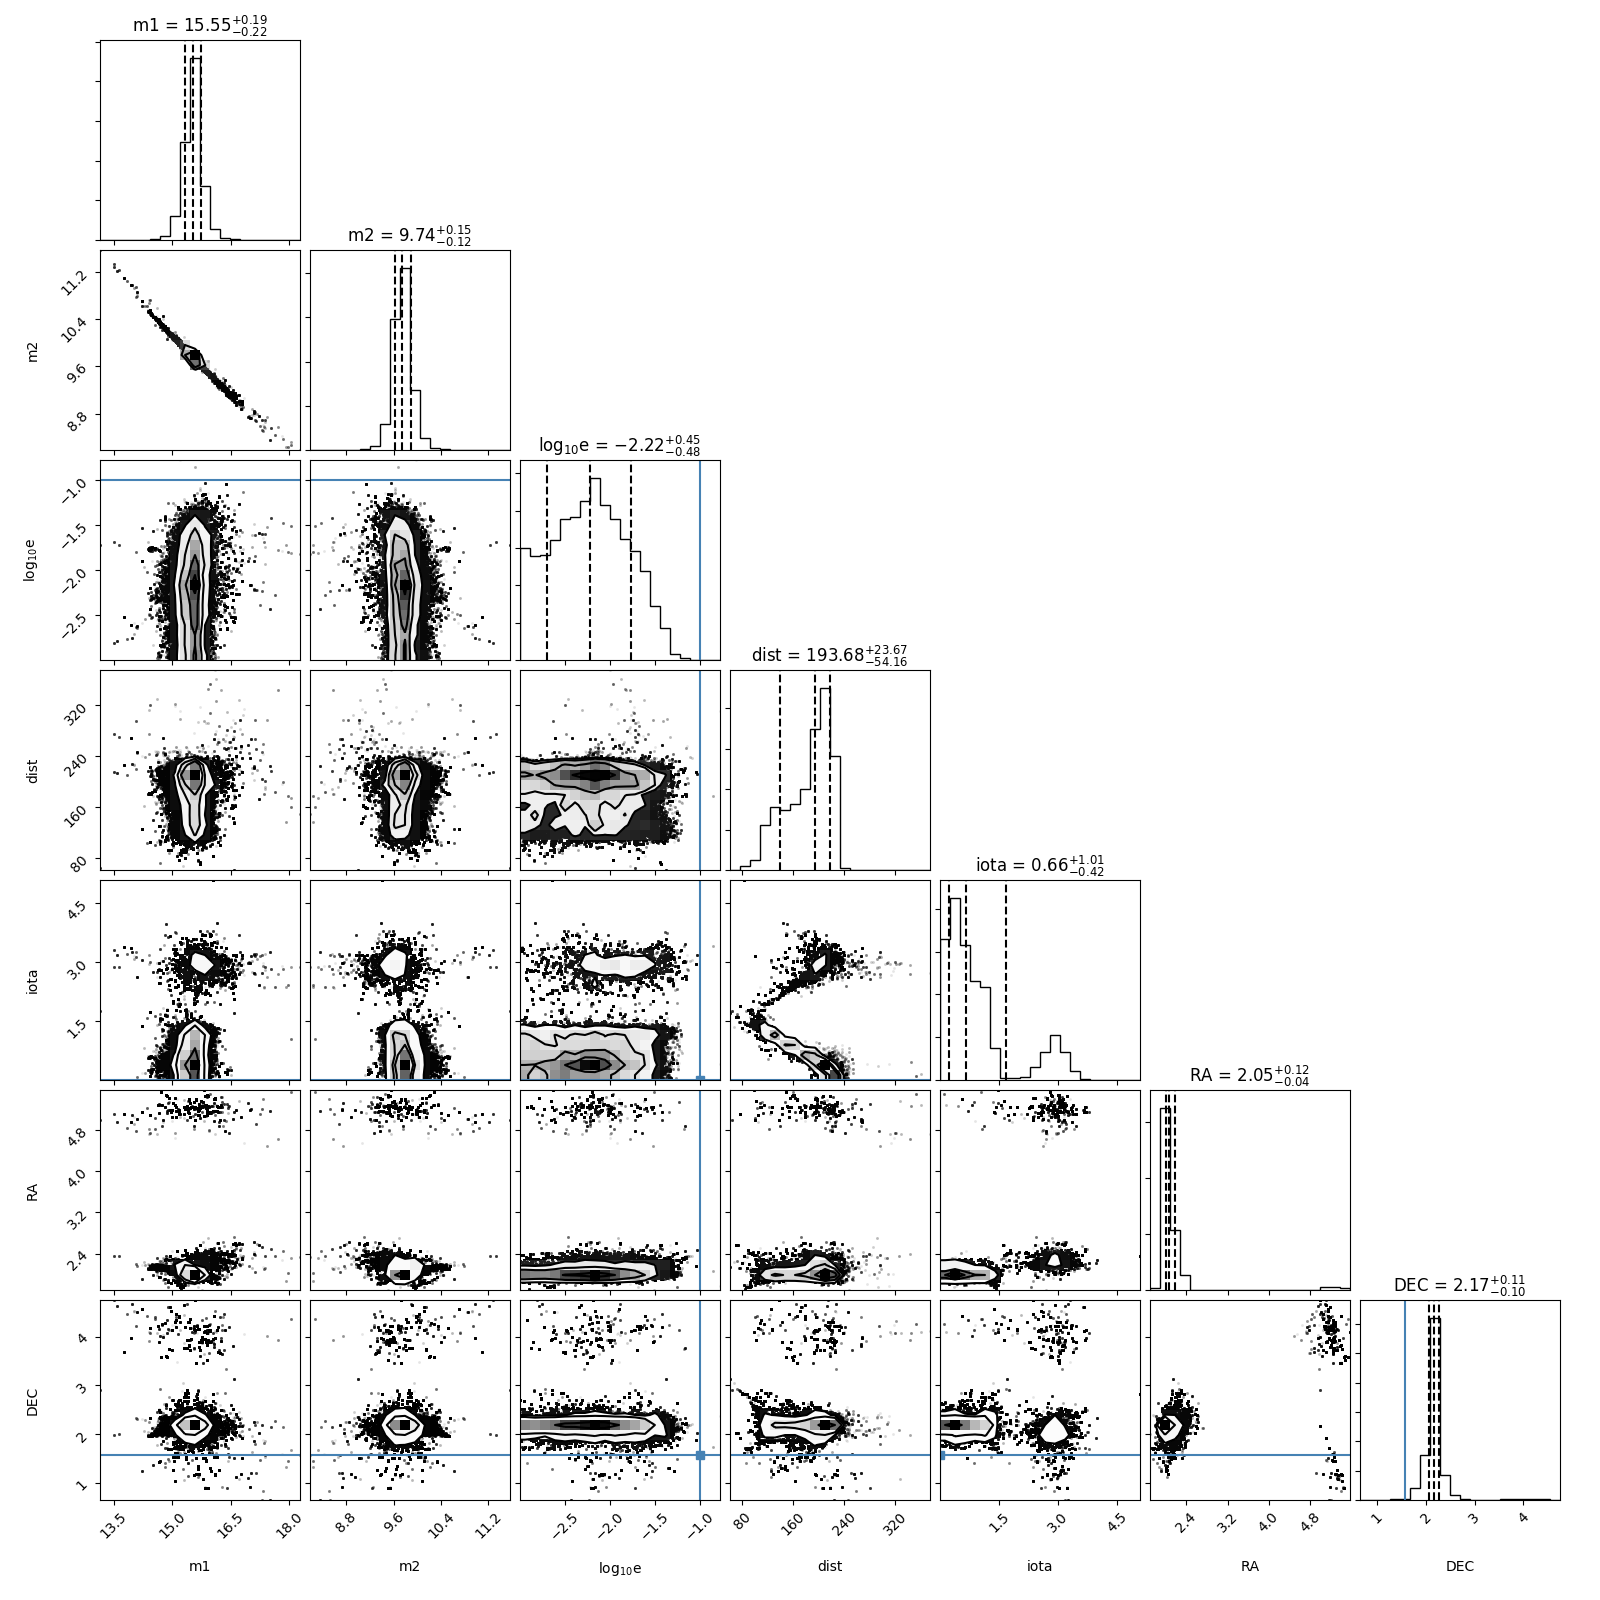 m1 = 15.55+0.19−0.22
m2 = 9.74+0.15−0.12
11.2
10.4
9.6
8.8
m2
log10e = −2.22+0.45−0.48
−1.0
−1.5
−2.0
−2.5
log10e
dist = 193.68+23.67−54.16
320
240
160
80
dist
iota = 0.66+1.01−0.42
4.5
3.0
1.5
iota
RA = 2.05+0.12−0.04
4.8
4.0
3.2
2.4
RA
DEC = 2.17+0.11−0.10
4
3
2
1
DEC
13.5 15.0 16.5 18.0 8.8 9.6 10.4 11.2 −2.5 −2.0 −1.5 −1.0 80 160 240 320 1.5 3.0 4.5 2.4 3.2 4.0 4.8 1 2 3 4
m1 m2 log10e dist iota RA DEC